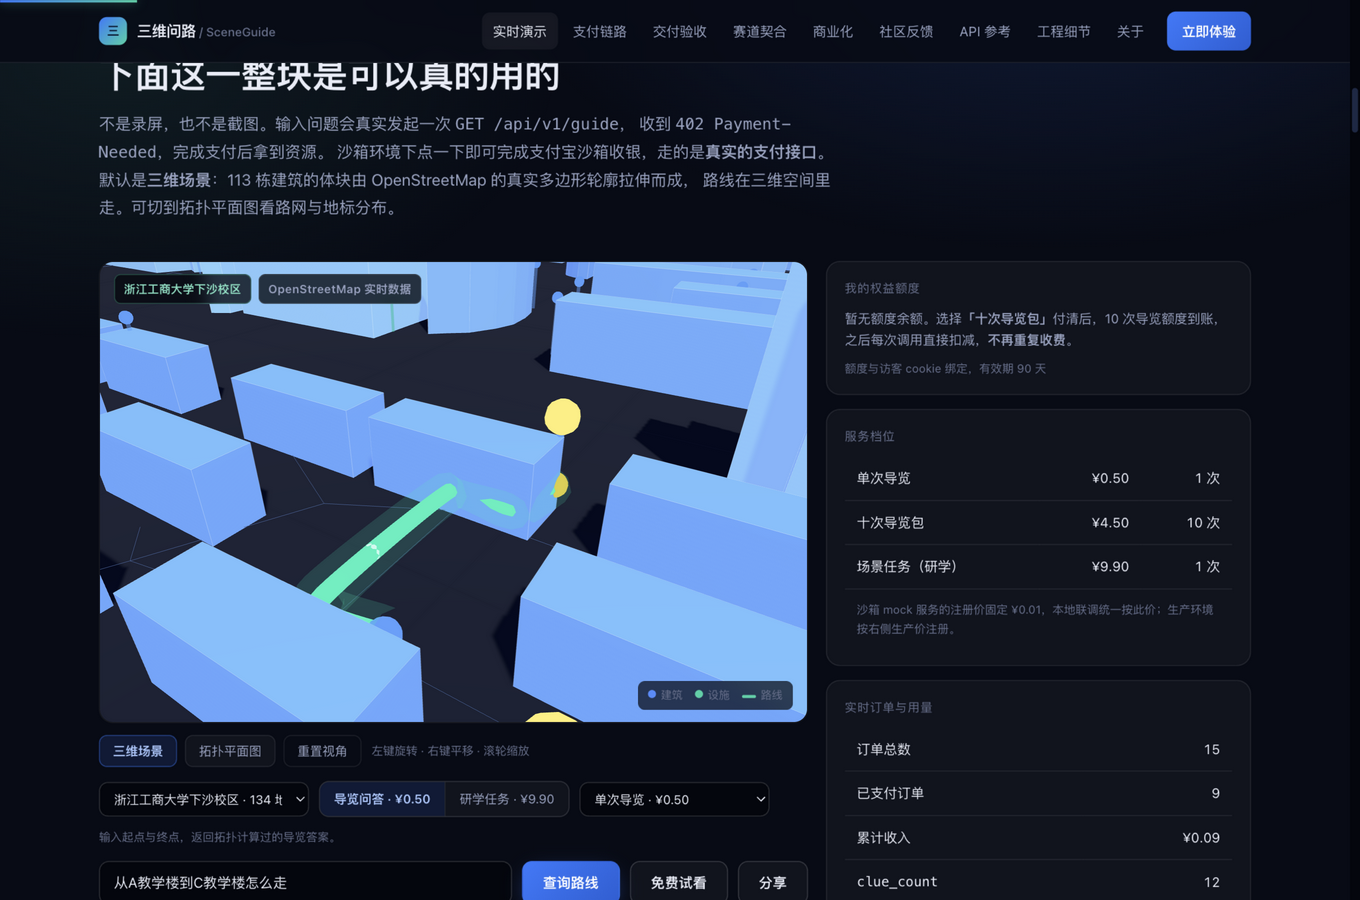 三 三维问路 / SceneGuide 实时演示 支付链路 交付验收 赛道契合 商业化 社区反馈 API 参考 工程细节 关于 立即体验
下面这一整块是可以真的用的
不是录屏，也不是截图。输入问题会真实发起一次 GET /api/v1/guide， 收到 402 Payment-
Needed，完成支付后拿到资源。 沙箱环境下点一下即可完成支付宝沙箱收银，走的是真实的支付接口。
默认是三维场景：113 栋建筑的体块由 OpenStreetMap 的真实多边形轮廓拉伸而成， 路线在三维空间里
走。可切到拓扑平面图看路网与地标分布。
浙江工商大学下沙校区 OpenStreetMap 实时数据
建筑 设施 路线
三维场景 拓扑平面图 重置视角 左键旋转 · 右键平移 · 滚轮缩放
浙江工商大学下沙校区 · 134 导览问答 · ¥0.50 研学任务 · ¥9.90 单次导览 · ¥0.50
输入起点与终点，返回拓扑计算过的导览答案。
从A教学楼到C教学楼怎么走 查询路线 免费试看 分享
我的权益额度
暂无额度余额。选择「十次导览包」付清后，10 次导览额度到账，
之后每次调用直接扣减，不再重复收费。
额度与访客 cookie 绑定，有效期 90 天
服务档位
单次导览 ¥0.50 1 次
十次导览包 ¥4.50 10 次
场景任务（研学） ¥9.90 1 次
沙箱 mock 服务的注册价固定 ¥0.01，本地联调统一按此价；生产环境
按右侧生产价注册。
实时订单与用量
订单总数 15
已支付订单 9
累计收入 ¥0.09
clue_count 12